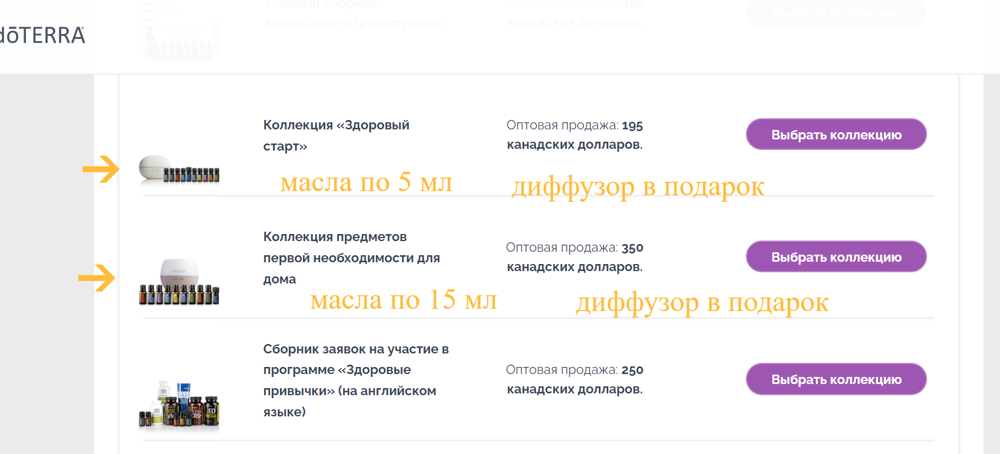 Учебный сборник
AromaTouch® (регистрация)
Оптовая продажа: 325
канадских долларов.
Выбрать коллекцию
dōTERRA®
Коллекция «Здоровый
старт»
Оптовая продажа: 195
канадских долларов.
Выбрать коллекцию
масла по 5 мл
диффузор в подарок
Коллекция предметов
первой необходимости для
дома
Оптовая продажа: 350
канадских долларов.
Выбрать коллекцию
масла по 15 мл
диффузор в подарок
Сборник заявок на участие в
программе «Здоровые
привычки» (на английском
языке)
Оптовая продажа: 250
канадских долларов.
Выбрать коллекцию